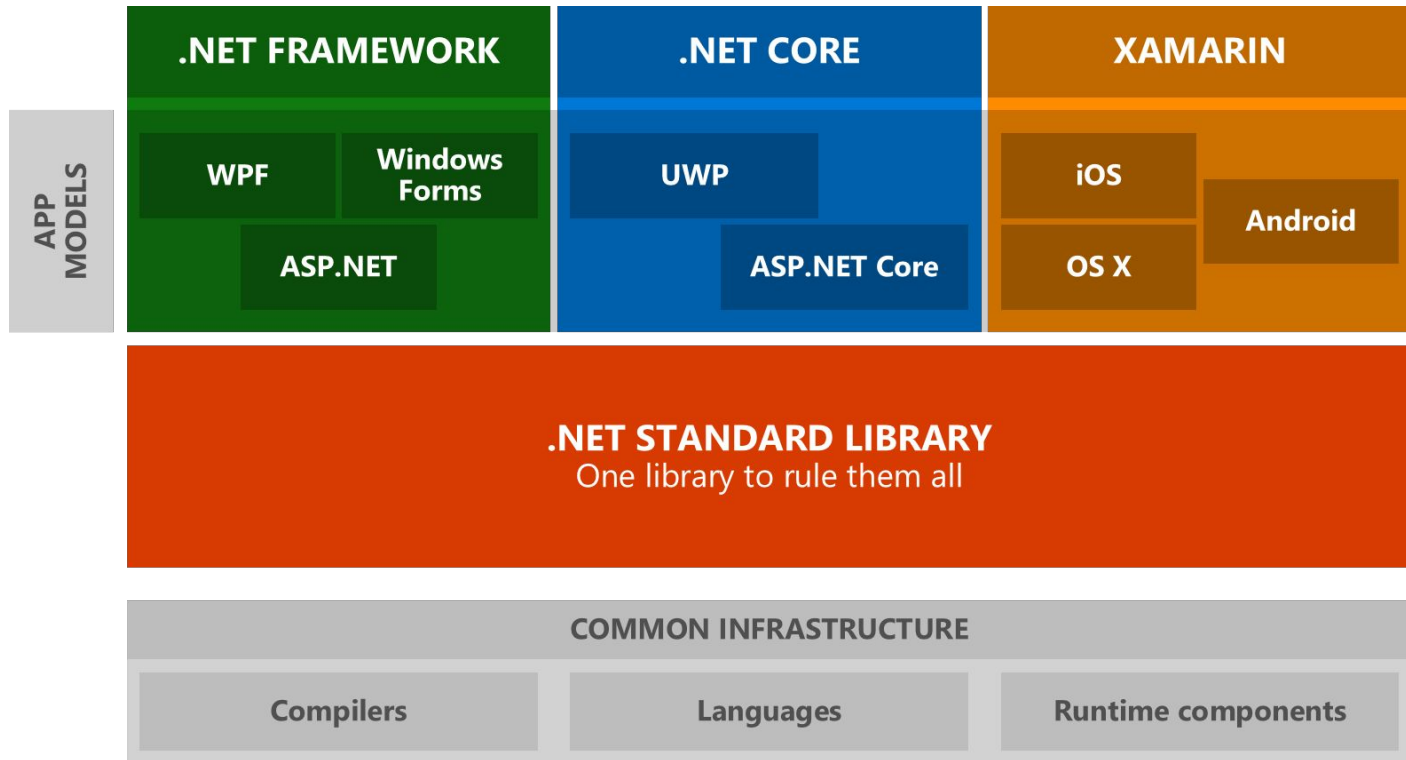 .NET FRAMEWORK
.NET CORE
XAMARIN
APP
MODELS
WPF
Windows
Forms
ASP.NET
UWP
ASP.NET Core
iOS
Android
OS X
.NET STANDARD LIBRARY
One library to rule them all
COMMON INFRASTRUCTURE
Compilers
Languages
Runtime components